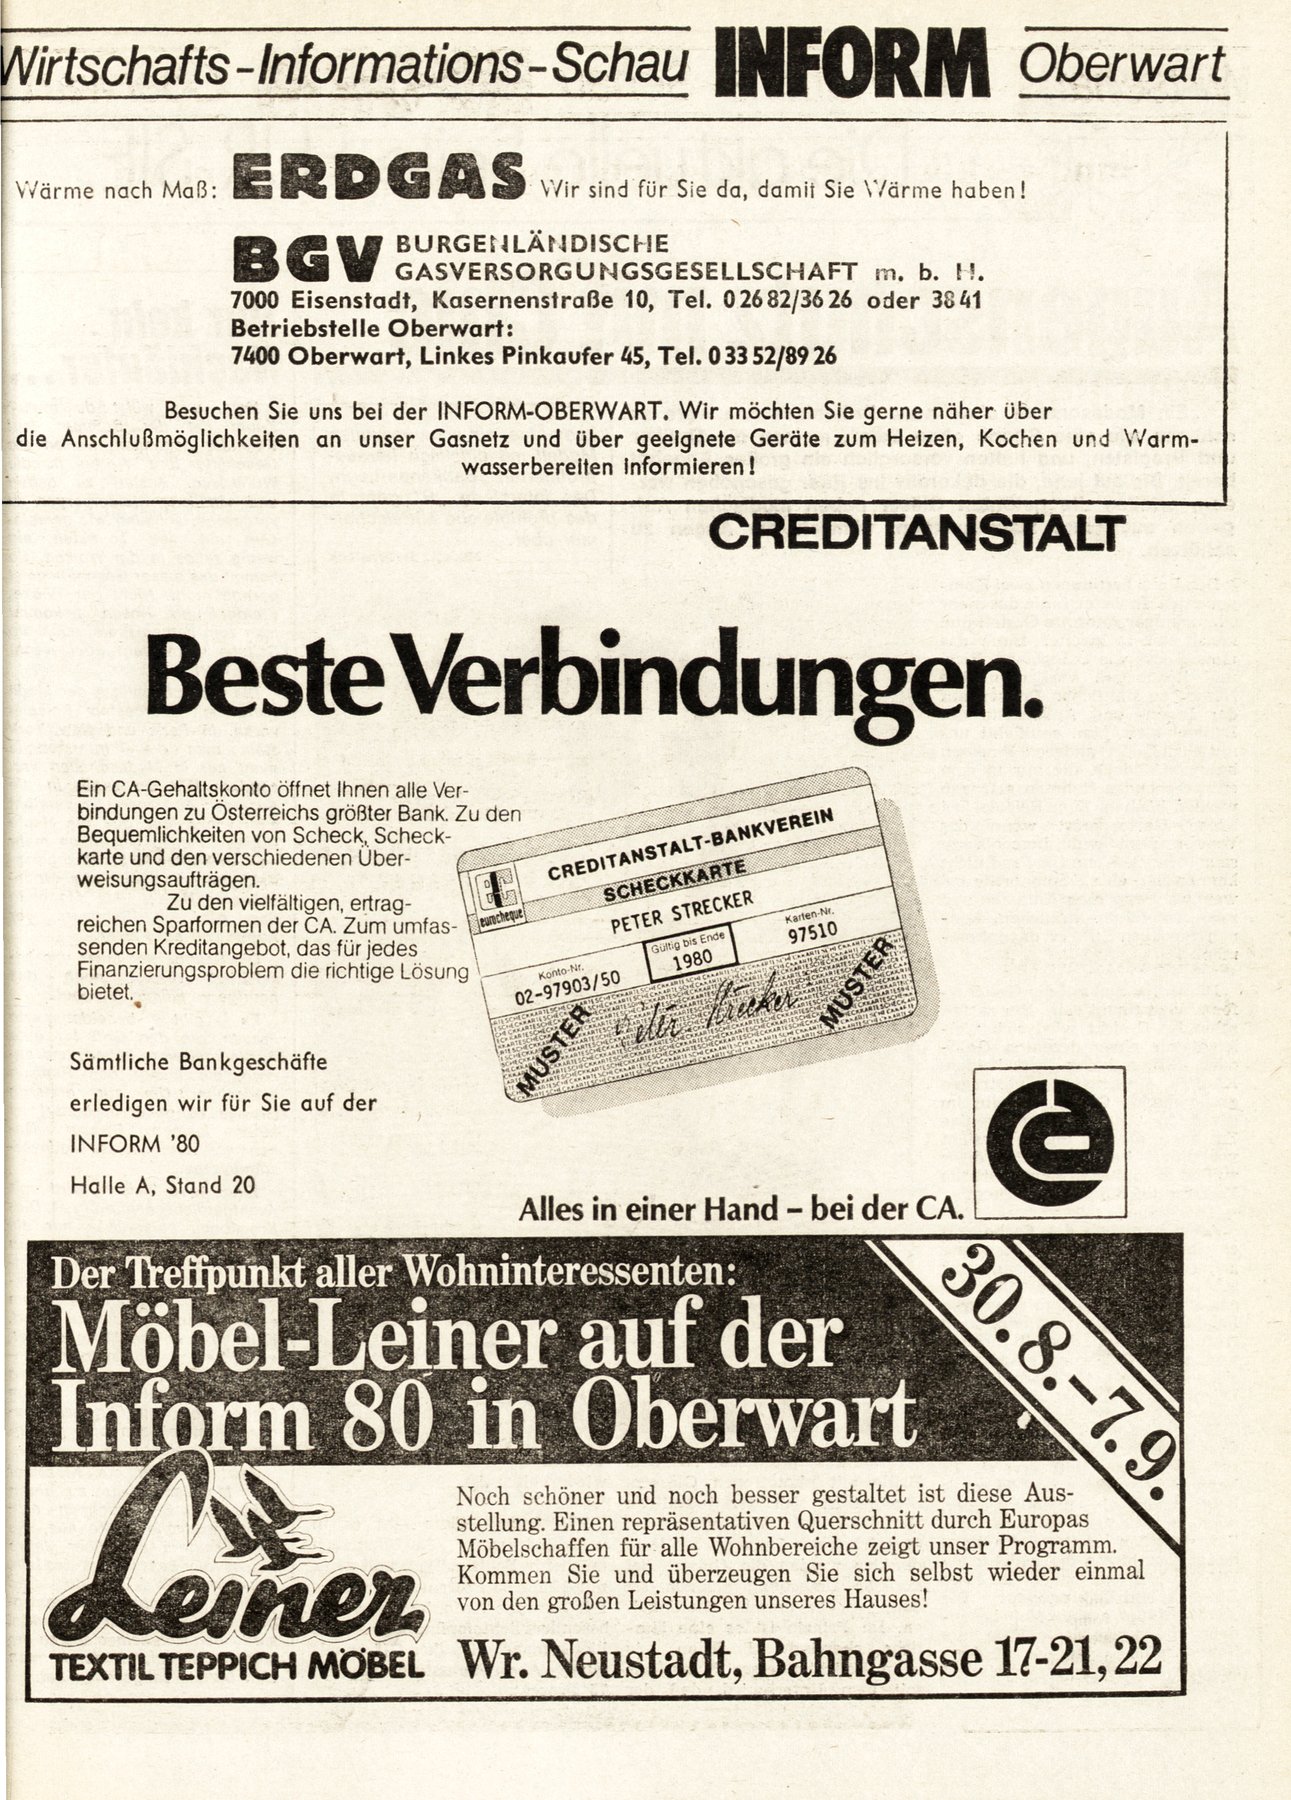 Wirtschafts-Informations-Schau INFORM Oberwart
Wärme nach Maß: ERDGAS Wir sind für Sie da, damit Sie Wärme haben!
BGV BURGENLÄNDISCHE
GASVERSORGUNGSGESELLSCHAFT m. b. H.
7000 Eisenstadt, Kasernenstraße 10, Tel. 0 26 82/36 26 oder 38 41
Betriebstelle Oberwart:
7400 Oberwart, Linkes Pinkaufer 45, Tel. 0 33 52/89 26
Besuchen Sie uns bei der INFORM-OBERWART. Wir möchten Sie gerne näher über
die Anschlußmöglichkeiten an unser Gasnetz und über geeignete Geräte zum Heizen, Kochen und Warm-
wasserbereiten informieren!
CREDITANSTALT
Beste Verbindungen.
Ein CA-Gehaltskonto öffnet Ihnen alle Ver-
bindungen zu Österreichs größter Bank. Zu den
Bequemlichkeiten von Scheck, Scheck-
karte und den verschiedenen Über-
weisungsaufträgen.
Zu den vielfältigen, ertrag-
reichen Sparformen der CA. Zum umfas-
senden Kreditangebot, das für jedes
Finanzierungsproblem die richtige Lösung
bietet.
CREDITANSTALT-BANKVEREIN
SCHECKKARTE
eurocheque
PETER STRECKER
Konto-Nr.
02-97903/50
Gültig bis Ende
1980
Karten-Nr.
97510
MUSTER Peter Strecker MUSTER
Sämtliche Bankgeschäfte
erledigen wir für Sie auf der
INFORM '80
Halle A, Stand 20
Alles in einer Hand – bei der CA.
Der Treffpunkt aller Wohninteressenten:
Möbel-Leiner auf der
Inform 80 in Oberwart
30. 8. – 7. 9.
Leiner
TEXTIL TEPPICH MÖBEL
Noch schöner und noch besser gestaltet ist diese Aus-
stellung. Einen repräsentativen Querschnitt durch Europas
Möbelschaffen für alle Wohnbereiche zeigt unser Programm.
Kommen Sie und überzeugen Sie sich selbst wieder einmal
von den großen Leistungen unseres Hauses!
Wr. Neustadt, Bahngasse 17-21, 22